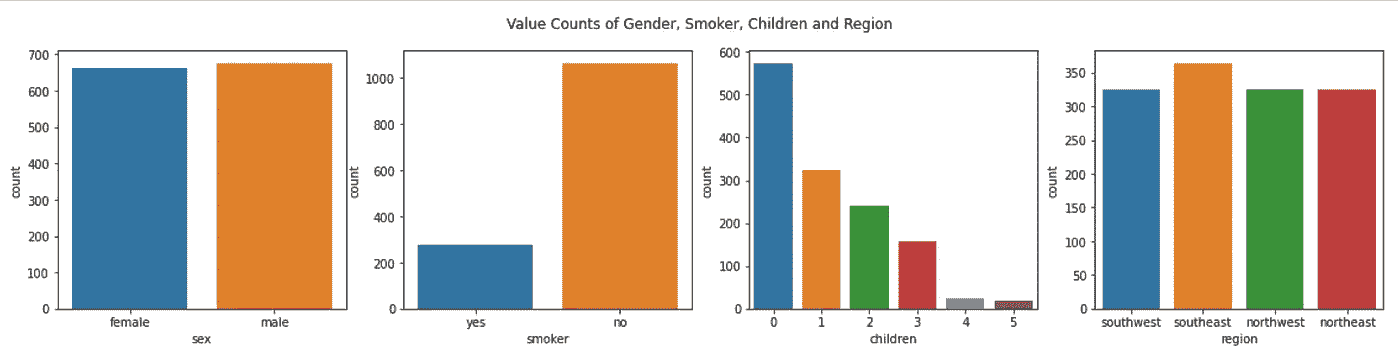 Value Counts of Gender, Smoker, Children and Region
700
600
500
400
300
200
100
0
count
female male
sex
1000
800
600
400
200
0
count
yes no
smoker
600
500
400
300
200
100
0
count
0 1 2 3 4 5
children
350
300
250
200
150
100
50
0
count
southwest southeast northwest northeast
region